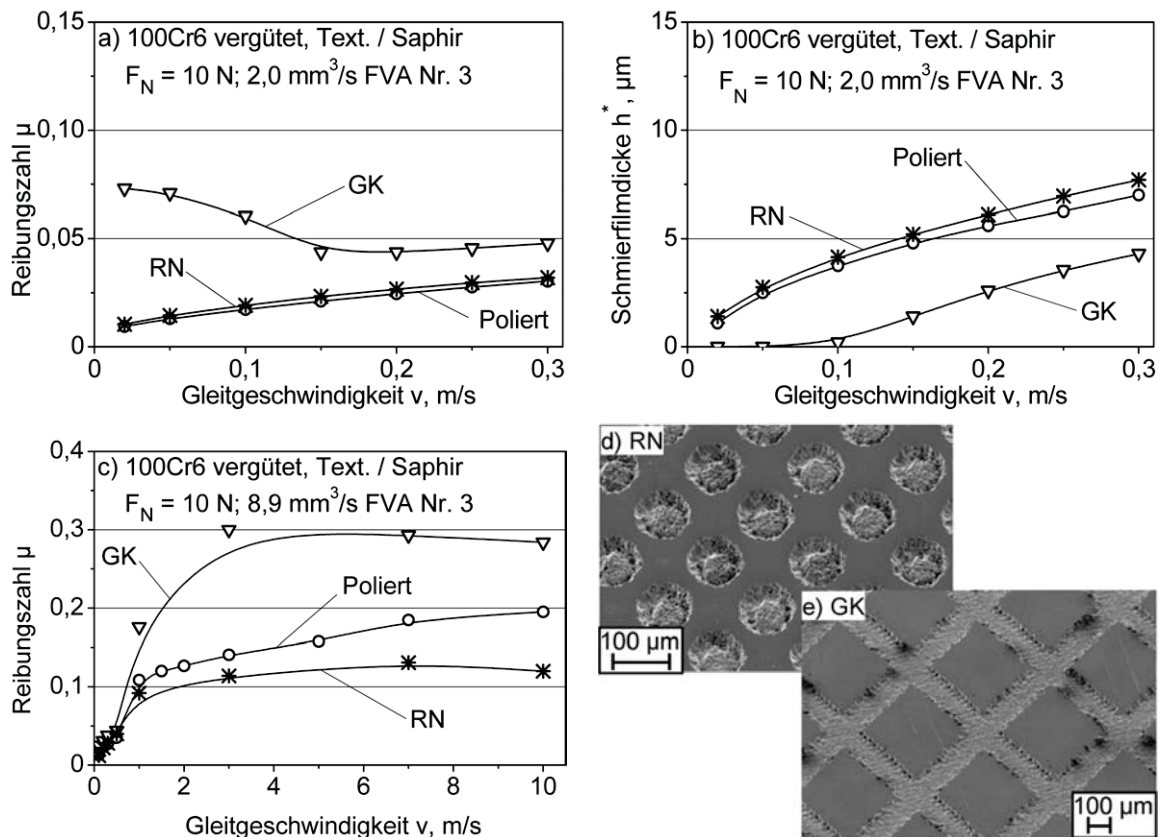 a) 100Cr6 vergütet, Text. / Saphir
F_N = 10 N; 2,0 mm³/s FVA Nr. 3
Reibungszahl µ
0,15
0,10
0,05
0
GK
RN
Poliert
0,1
0,2
0,3
Gleitgeschwindigkeit v, m/s
b) 100Cr6 vergütet, Text. / Saphir
F_N = 10 N; 2,0 mm³/s FVA Nr. 3
Schmierfilmdicke h*, µm
15
10
5
0
Poliert
RN
GK
0,1
0,2
0,3
Gleitgeschwindigkeit v, m/s
c) 100Cr6 vergütet, Text. / Saphir
F_N = 10 N; 8,9 mm³/s FVA Nr. 3
Reibungszahl µ
0,4
0,3
0,2
0,1
0
GK
Poliert
RN
0
2
4
6
8
10
Gleitgeschwindigkeit v, m/s
d) RN
100 µm
e) GK
100 µm